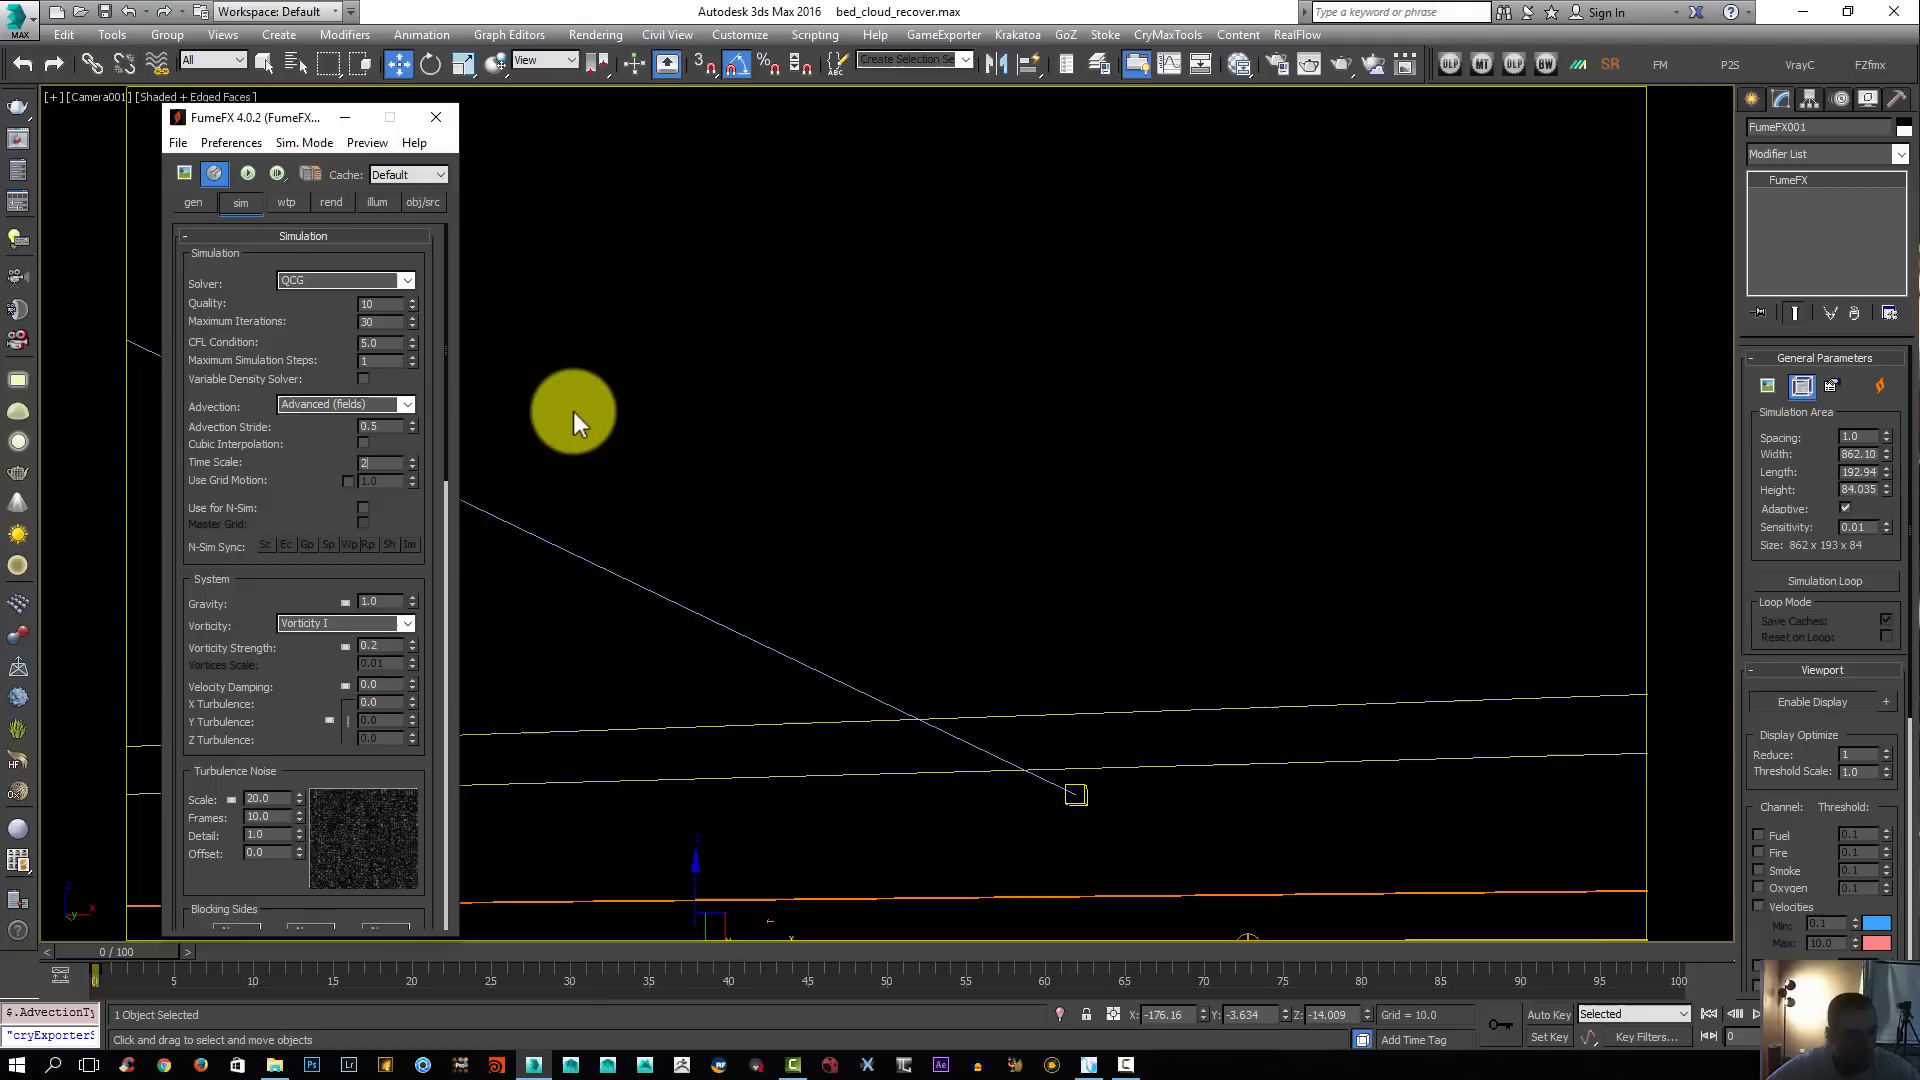 Workspace: Default
Autodesk 3ds Max 2016 bed_cloud_recover.max
Type a keyword or phrase
Sign In
MAX
Edit Tools Group Views Create Modifiers Animation Graph Editors Rendering Civil View Customize Scripting Help GameExporter Krakatoa GoZ Stoke CryMaxTools Content RealFlow
All
View
3
ABC
Create Selection Se
DLP MT DLP BW SR FM P2S VrayC FZfmx
[+] [Camera001] [Shaded + Edged Faces]
FumeFX 4.0.2 (FumeFX...
File Preferences Sim. Mode Preview Help
Cache: Default
gen sim wtp rend illum obj/src
- Simulation
Simulation
Solver: QCG
Quality: 10
Maximum Iterations: 30
CFL Condition: 5.0
Maximum Simulation Steps: 1
Variable Density Solver:
Advection: Advanced (fields)
Advection Stride: 0.5
Cubic Interpolation:
Time Scale: 2
Use Grid Motion: 1.0
Use for N-Sim:
Master Grid:
N-Sim Sync: Sc Ec Gp Sp Wp Rp Sh Im
System
Gravity: 1.0
Vorticity: Vorticity I
Vorticity Strength: 0.2
Vortices Scale: 0.01
Velocity Damping: 0.0
X Turbulence: 0.0
Y Turbulence: 0.0
Z Turbulence: 0.0
Turbulence Noise
Scale: 20.0
Frames: 10.0
Detail: 1.0
Offset: 0.0
Blocking Sides
FumeFX001
Modifier List
FumeFX
- General Parameters
Simulation Area
Spacing: 1.0
Width: 862.10
Length: 192.94
Height: 84.035
Adaptive:
Sensitivity: 0.01
Size: 862 x 193 x 84
Simulation Loop
Loop Mode
Save Caches:
Reset on Loop:
- Viewport
Enable Display +
Display Optimize
Reduce: 1
Threshold Scale: 1.0
Channel: Threshold:
Fuel 0.1
Fire 0.1
Smoke 0.1
Oxygen 0.1
Velocities
Min: 0.1
Max: 10.0
HF
z
x
y
< 0 / 100 >
0 5 10 15 20 25 30 35 40 45 50 55 60 65 70 75 80 85 90 95 100
$.AdvectionTy
"cryExporterS
1 Object Selected
Click and drag to select and move objects
X: -176.16 Y: -3.634 Z: -14.009 Grid = 10.0
Add Time Tag
Auto Key Selected
Set Key Key Filters...
0
Ps Lr Ae